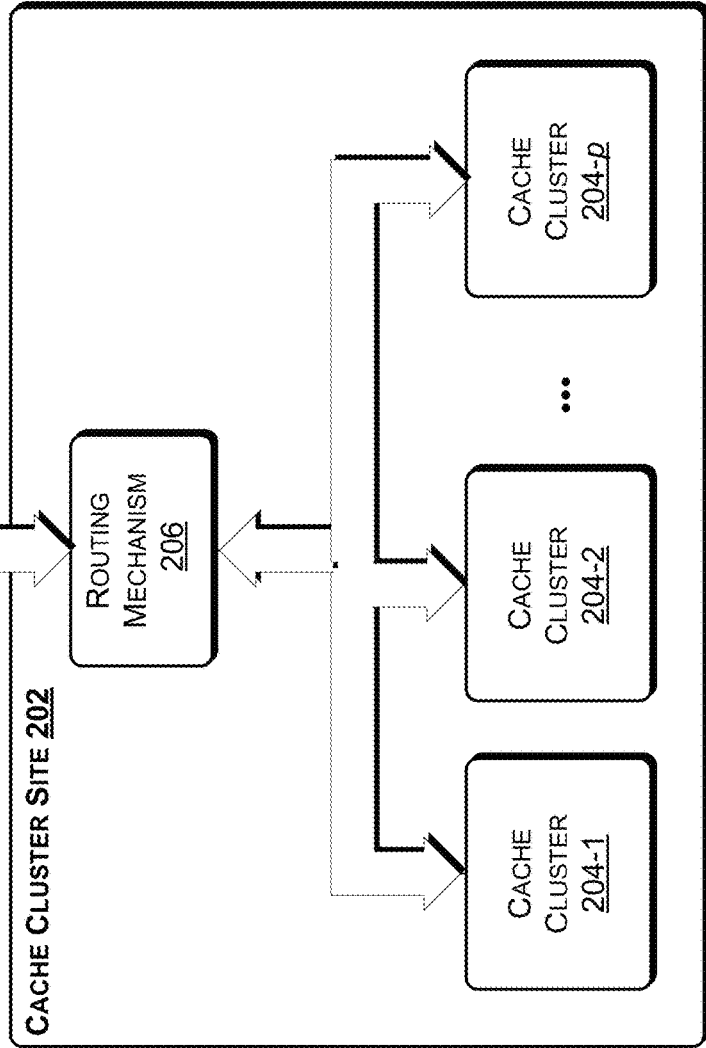 CACHE CLUSTER SITE 202
ROUTING
MECHANISM
206
CACHE
CLUSTER
204-1
CACHE
CLUSTER
204-2
...
CACHE
CLUSTER
204-p